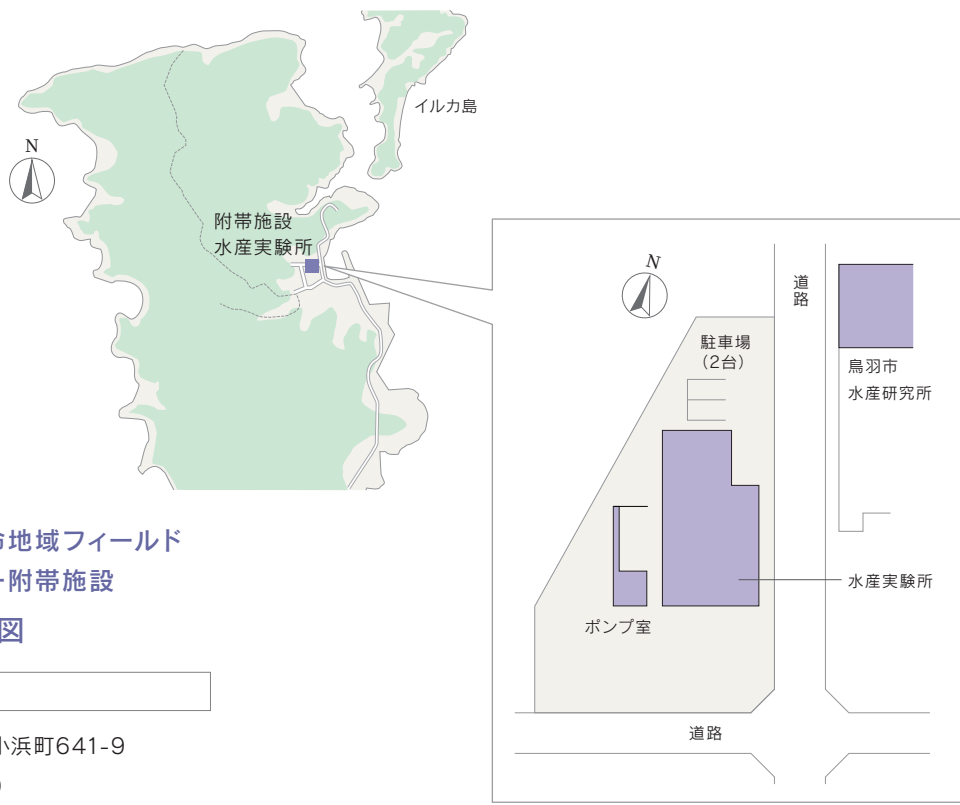 イルカ島
N
附帯施設
水産実験所
N
道路
駐車場
(2台)
鳥羽市
水産研究所
水産実験所
ポンプ室
道路
地域フィールド
附帯施設
図
小浜町641-9